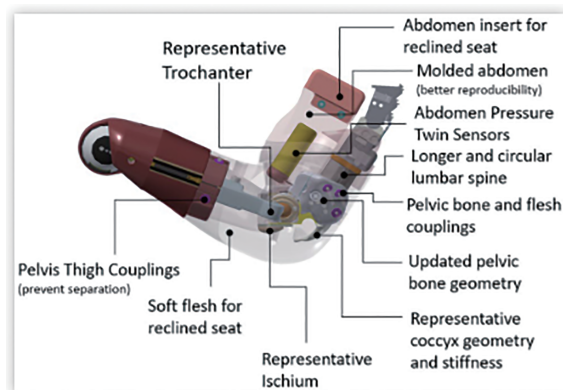 Representative
Trochanter
Abdomen insert for
reclined seat
Molded abdomen
(better reproducibility)
Abdomen Pressure
Twin Sensors
Longer and circular
lumbar spine
Pelvic bone and flesh
couplings
Updated pelvic
bone geometry
Representative
coccyx geometry
and stiffness
Pelvis Thigh Couplings
(prevent separation)
Soft flesh for
reclined seat
Representative
Ischium